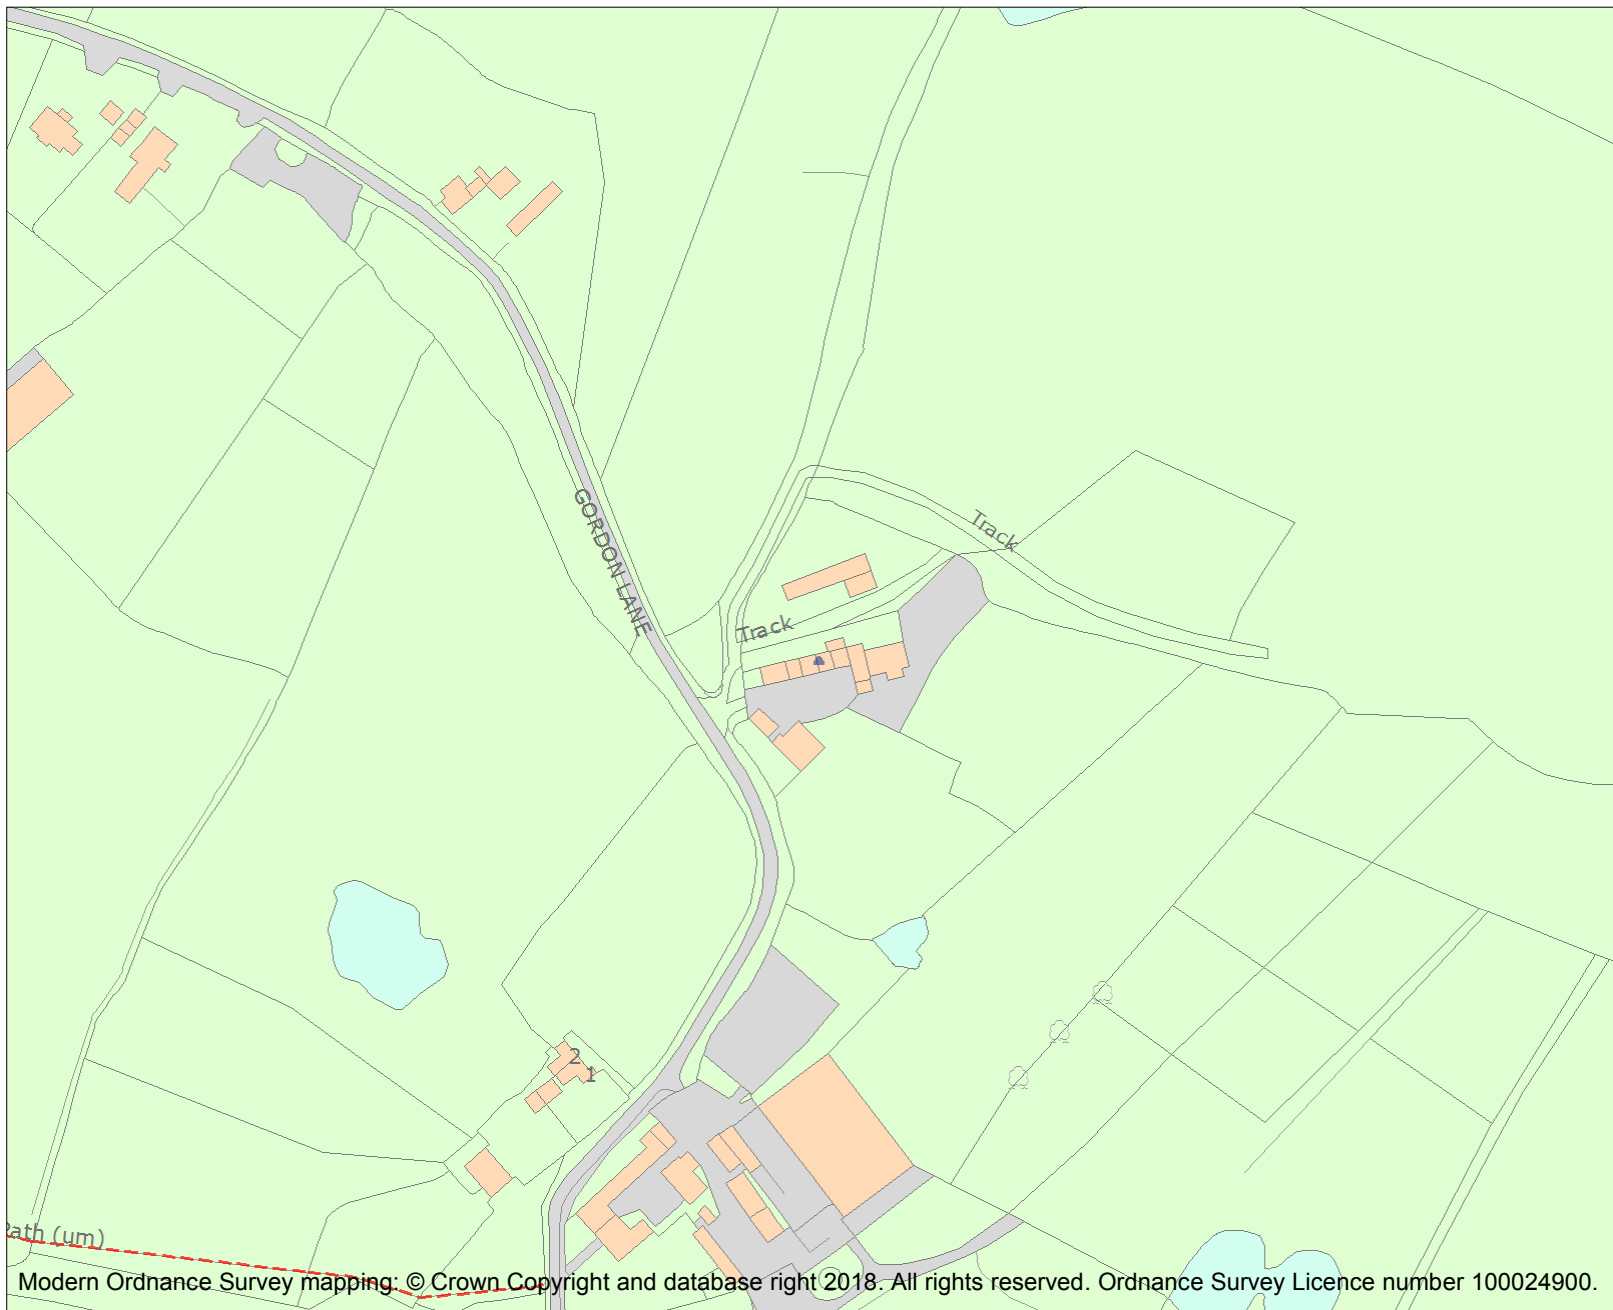 GORDON LANE
Track
Track
2
1
Path (um)
Modern Ordnance Survey mapping: © Crown Copyright and database right 2018. All rights reserved. Ordnance Survey Licence number 100024900.